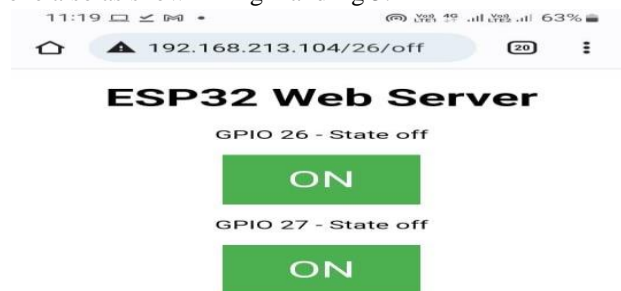 11:19 63%
192.168.213.104/26/off 20
ESP32 Web Server
GPIO 26 - State off
ON
GPIO 27 - State off
ON